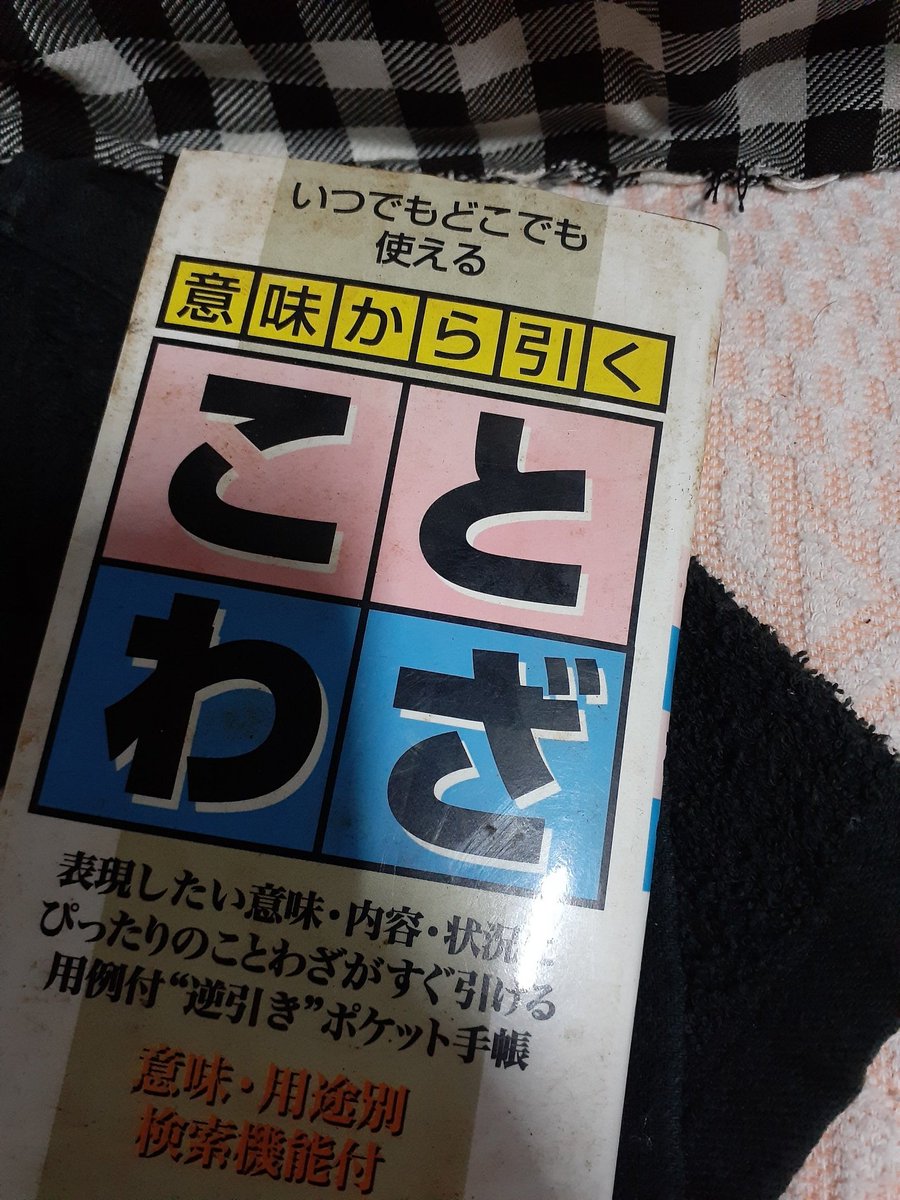 いつでもどこでも
使える
意味から引く
こと
わざ
表現したい意味・内容・状況に
ぴったりのことわざがすぐ引ける
用例付“逆引き”ポケット手帳
意味・用途別
検索機能付